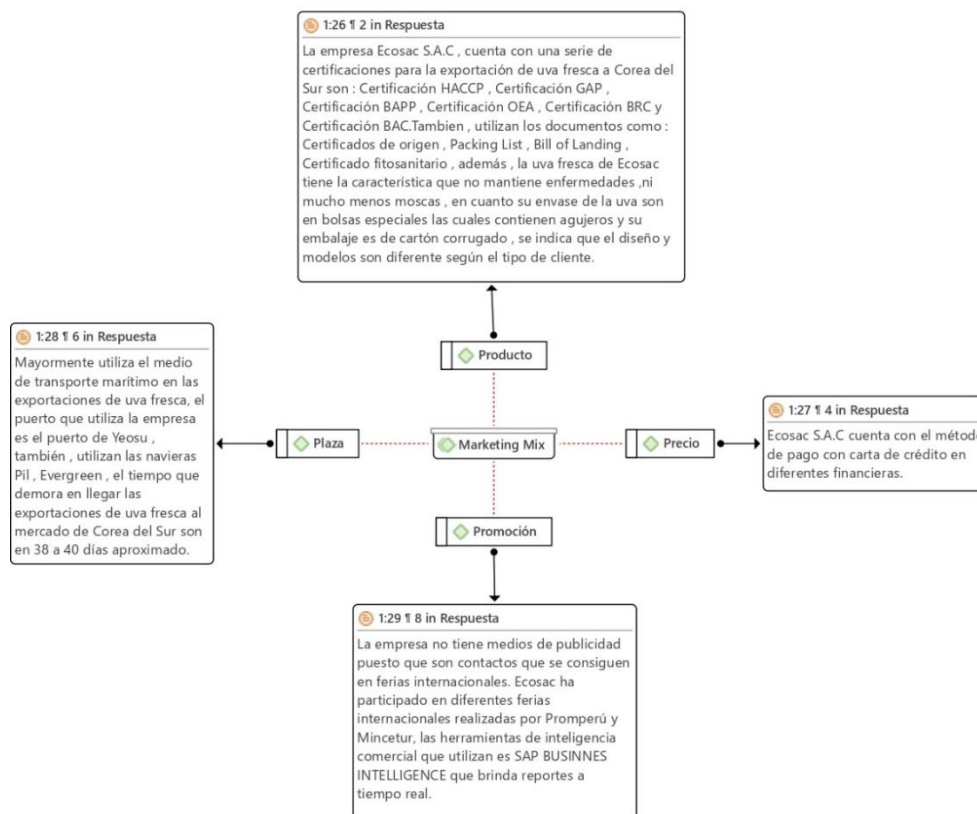 1:26 ¶ 2 in Respuesta
La empresa Ecosac S.A.C , cuenta con una serie de
certificaciones para la exportación de uva fresca a Corea del
Sur son : Certificación HACCP , Certificación GAP ,
Certificación BAPP , Certificación OEA , Certificación BRC y
Certificación BAC.Tambien , utilizan los documentos como :
Certificados de origen , Packing List , Bill of Landing ,
Certificado fitosanitario , además , la uva fresca de Ecosac
tiene la característica que no mantiene enfermedades ,ni
mucho menos moscas , en cuanto su envase de la uva son
en bolsas especiales las cuales contienen agujeros y su
embalaje es de cartón corrugado , se indica que el diseño y
modelos son diferente según el tipo de cliente.
Producto
1:28 ¶ 6 in Respuesta
Mayormente utiliza el medio
de transporte marítimo en las
exportaciones de uva fresca, el
puerto que utiliza la empresa
es el puerto de Yeosu ,
también , utilizan las navieras
Pil , Evergreen , el tiempo que
demora en llegar las
exportaciones de uva fresca al
mercado de Corea del Sur son
en 38 a 40 días aproximado.
Plaza
Marketing Mix
Precio
1:27 ¶ 4 in Respuesta
Ecosac S.A.C cuenta con el método
de pago con carta de crédito en
diferentes financieras.
Promoción
1:29 ¶ 8 in Respuesta
La empresa no tiene medios de publicidad
puesto que son contactos que se consiguen
en ferias internacionales. Ecosac ha
participado en diferentes ferias
internacionales realizadas por Promperú y
Mincetur, las herramientas de inteligencia
comercial que utilizan es SAP BUSINNES
INTELLIGENCE que brinda reportes a
tiempo real.